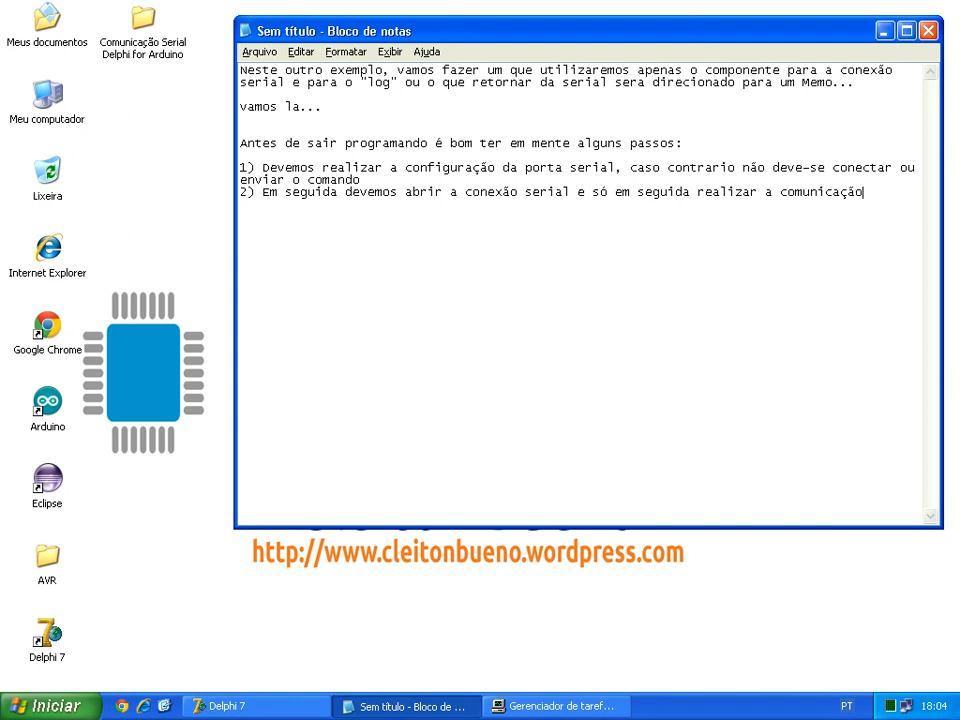 Meus documentos
Comunicação Serial
Delphi for Arduino
Meu computador
Lixeira
Internet Explorer
Google Chrome
Arduino
Eclipse
AVR
Delphi 7
Sem título - Bloco de notas
Arquivo Editar Formatar Exibir Ajuda
Neste outro exemplo, vamos fazer um que utilizaremos apenas o componente para a conexão
serial e para o "log" ou o que retornar da serial sera direcionado para um Memo...
vamos la...
Antes de sair programando é bom ter em mente alguns passos:
1) Devemos realizar a configuração da porta serial, caso contrario não deve-se conectar ou
enviar o comando
2) Em seguida devemos abrir a conexão serial e só em seguida realizar a comunicação
http://www.cleitonbueno.wordpress.com
Iniciar
Delphi 7
Sem título - Bloco de ...
Gerenciador de taref...
PT
18:04